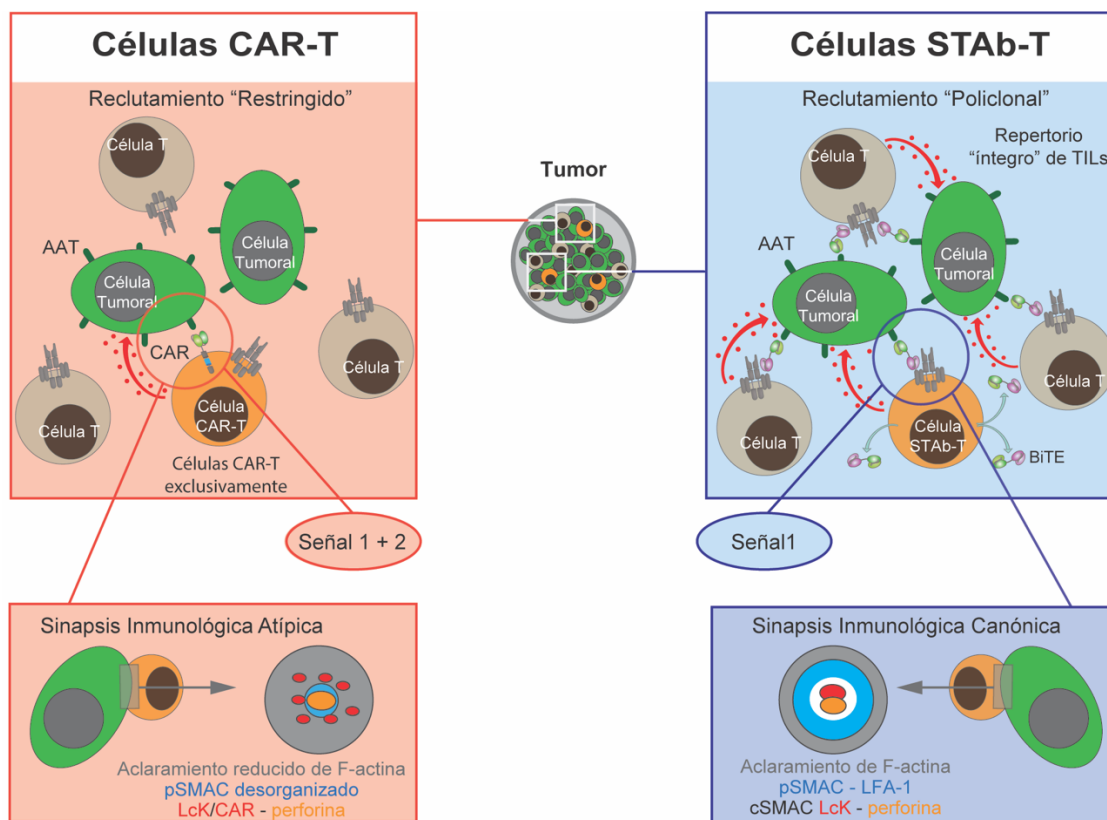 Células CAR-T
Reclutamiento “Restringido”
Célula T
AAT
Célula
Tumoral
Célula
Tumoral
CAR
Célula T
Célula T
Célula
CAR-T
Células CAR-T
exclusivamente
Señal 1 + 2
Sinapsis Inmunológica Atípica
Aclaramiento reducido de F-actina
pSMAC desorganizado
LcK/CAR - perforina
Tumor
Células STAb-T
Reclutamiento “Policlonal”
Célula T
Repertorio
“íntegro” de TILs
AAT
Célula
Tumoral
Célula
Tumoral
Célula T
Célula T
Célula
STAb-T
BiTE
Señal1
Sinapsis Inmunológica Canónica
Aclaramiento de F-actina
pSMAC - LFA-1
cSMAC LcK - perforina